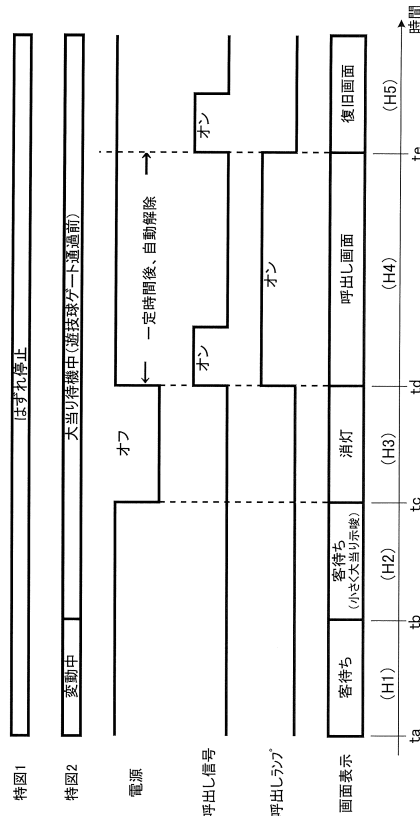 特図1
はずれ停止
特図2
変動中
大当り待機中(遊技球ゲート通過前)
電源
オフ
一定時間後、自動解除
呼出し信号
オン
オン
呼出しランプ
オン
画面表示
客待ち
客待ち
(小さく大当り示唆)
消灯
呼出し画面
復旧画面
(H1)
(H2)
(H3)
(H4)
(H5)
ta
tb
tc
td
te
時間